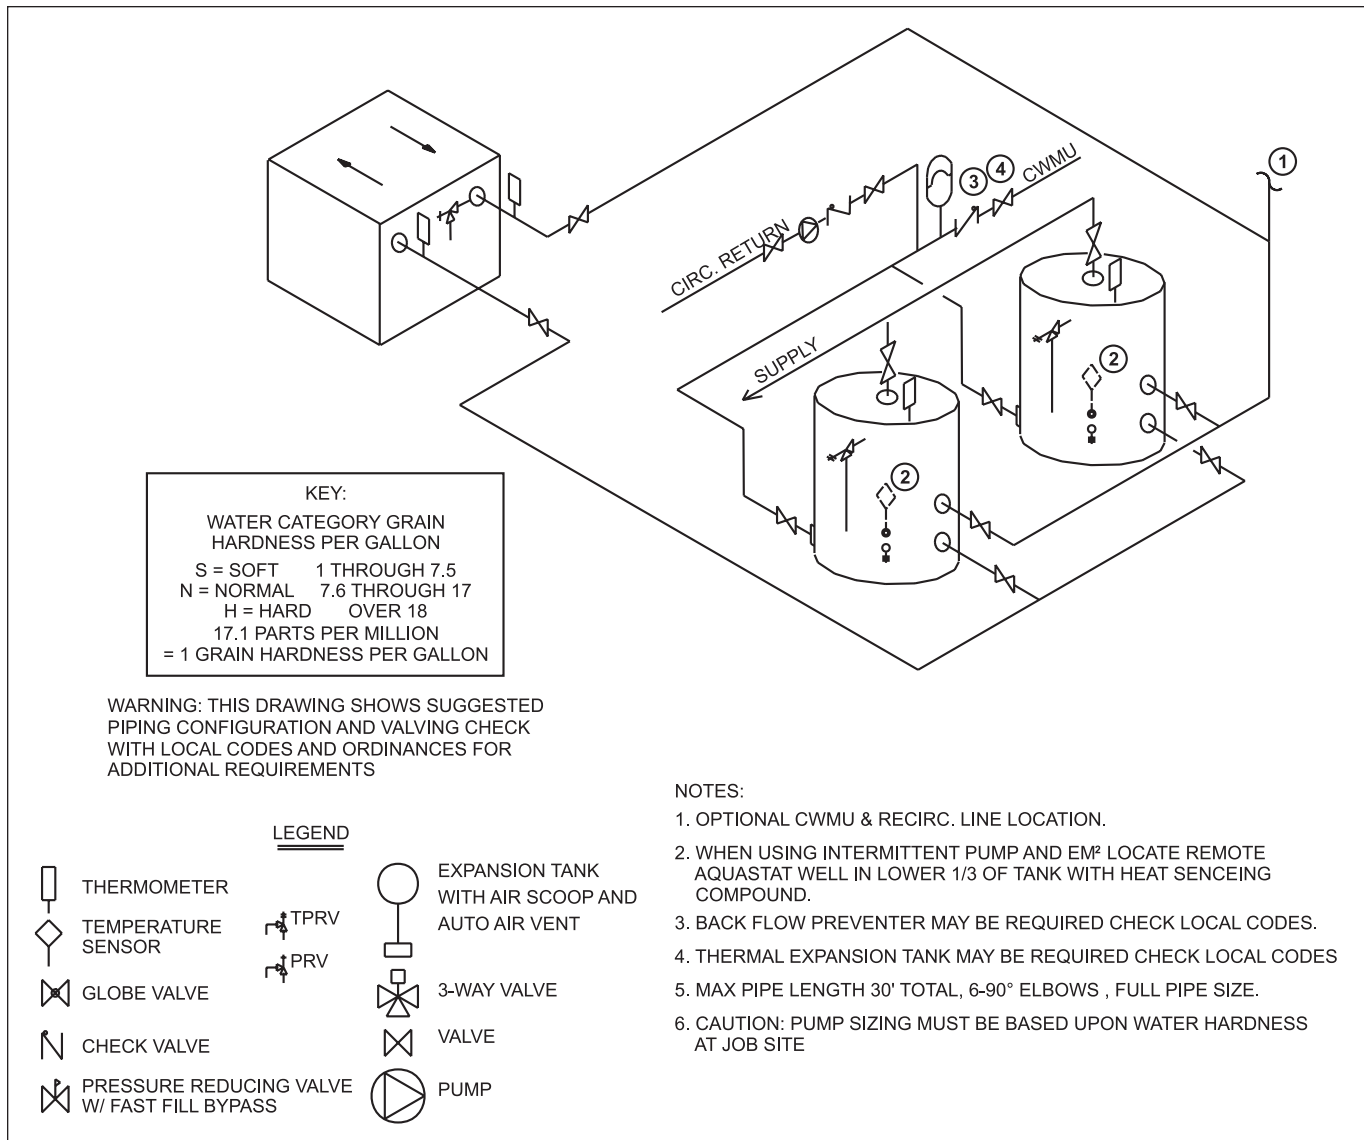 1
3
4
CWMU
CIRC. RETURN
SUPPLY
2
2
KEY:
WATER CATEGORY GRAIN
HARDNESS PER GALLON
S = SOFT 1 THROUGH 7.5
N = NORMAL 7.6 THROUGH 17
H = HARD OVER 18
17.1 PARTS PER MILLION
= 1 GRAIN HARDNESS PER GALLON
WARNING: THIS DRAWING SHOWS SUGGESTED
PIPING CONFIGURATION AND VALVING CHECK
WITH LOCAL CODES AND ORDINANCES FOR
ADDITIONAL REQUIREMENTS
LEGEND
THERMOMETER
TEMPERATURE
SENSOR
GLOBE VALVE
CHECK VALVE
PRESSURE REDUCING VALVE
W/ FAST FILL BYPASS
TPRV
PRV
EXPANSION TANK
WITH AIR SCOOP AND
AUTO AIR VENT
3-WAY VALVE
VALVE
PUMP
NOTES:
1. OPTIONAL CWMU & RECIRC. LINE LOCATION.
2. WHEN USING INTERMITTENT PUMP AND EM² LOCATE REMOTE
AQUASTAT WELL IN LOWER 1/3 OF TANK WITH HEAT SENCEING
COMPOUND.
3. BACK FLOW PREVENTER MAY BE REQUIRED CHECK LOCAL CODES.
4. THERMAL EXPANSION TANK MAY BE REQUIRED CHECK LOCAL CODES
5. MAX PIPE LENGTH 30' TOTAL, 6-90° ELBOWS , FULL PIPE SIZE.
6. CAUTION: PUMP SIZING MUST BE BASED UPON WATER HARDNESS
AT JOB SITE